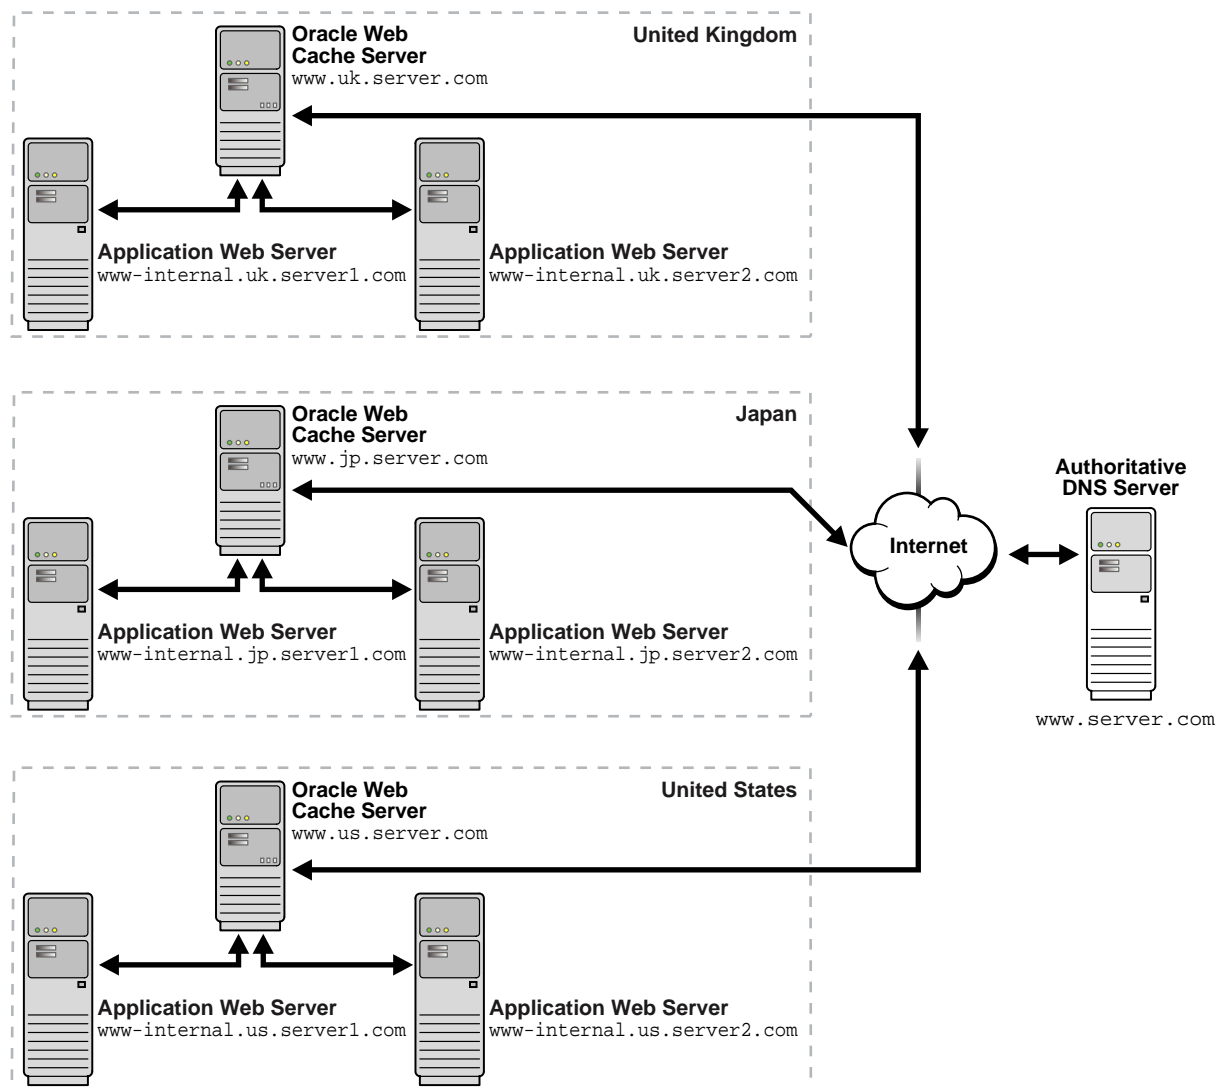 Oracle Web
Cache Server
www.uk.server.com
United Kingdom
Application Web Server
www-internal.uk.server1.com
Application Web Server
www-internal.uk.server2.com
Oracle Web
Cache Server
www.jp.server.com
Japan
Application Web Server
www-internal.jp.server1.com
Application Web Server
www-internal.jp.server2.com
Internet
Authoritative
DNS Server
www.server.com
Oracle Web
Cache Server
www.us.server.com
United States
Application Web Server
www-internal.us.server1.com
Application Web Server
www-internal.us.server2.com